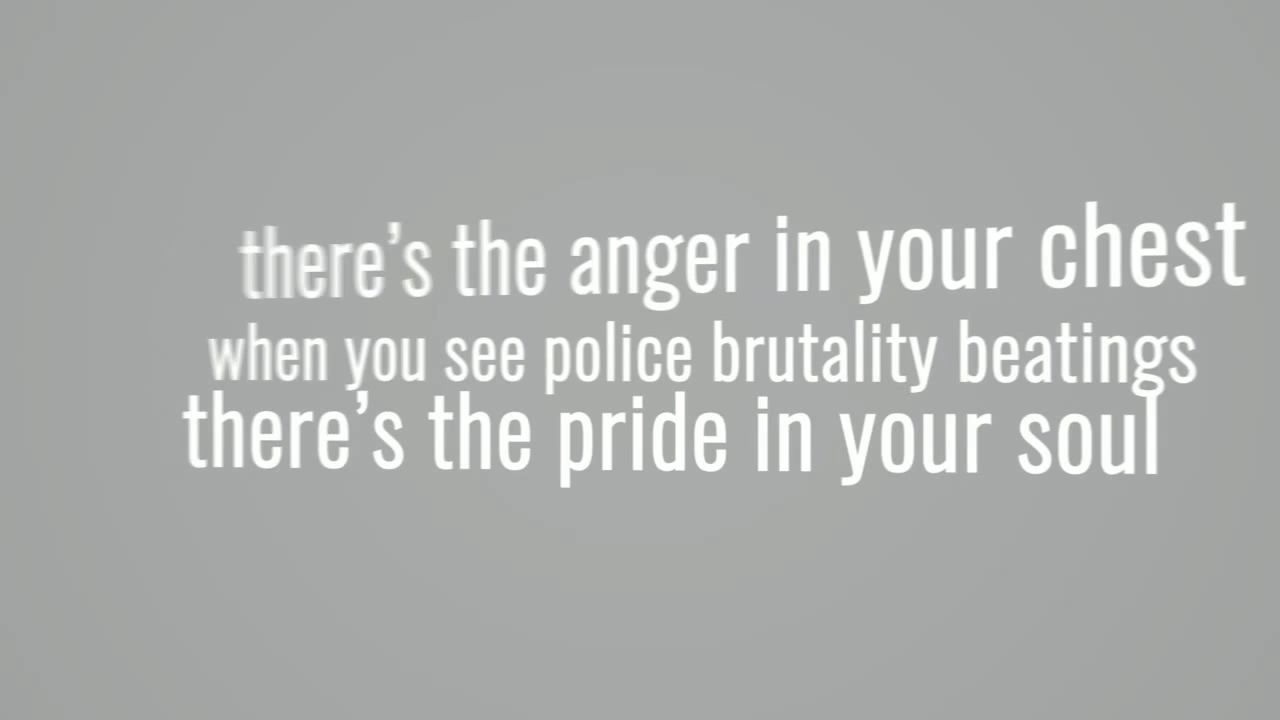 there’s the anger in your chest
when you see police brutality beatings
there’s the pride in your soul